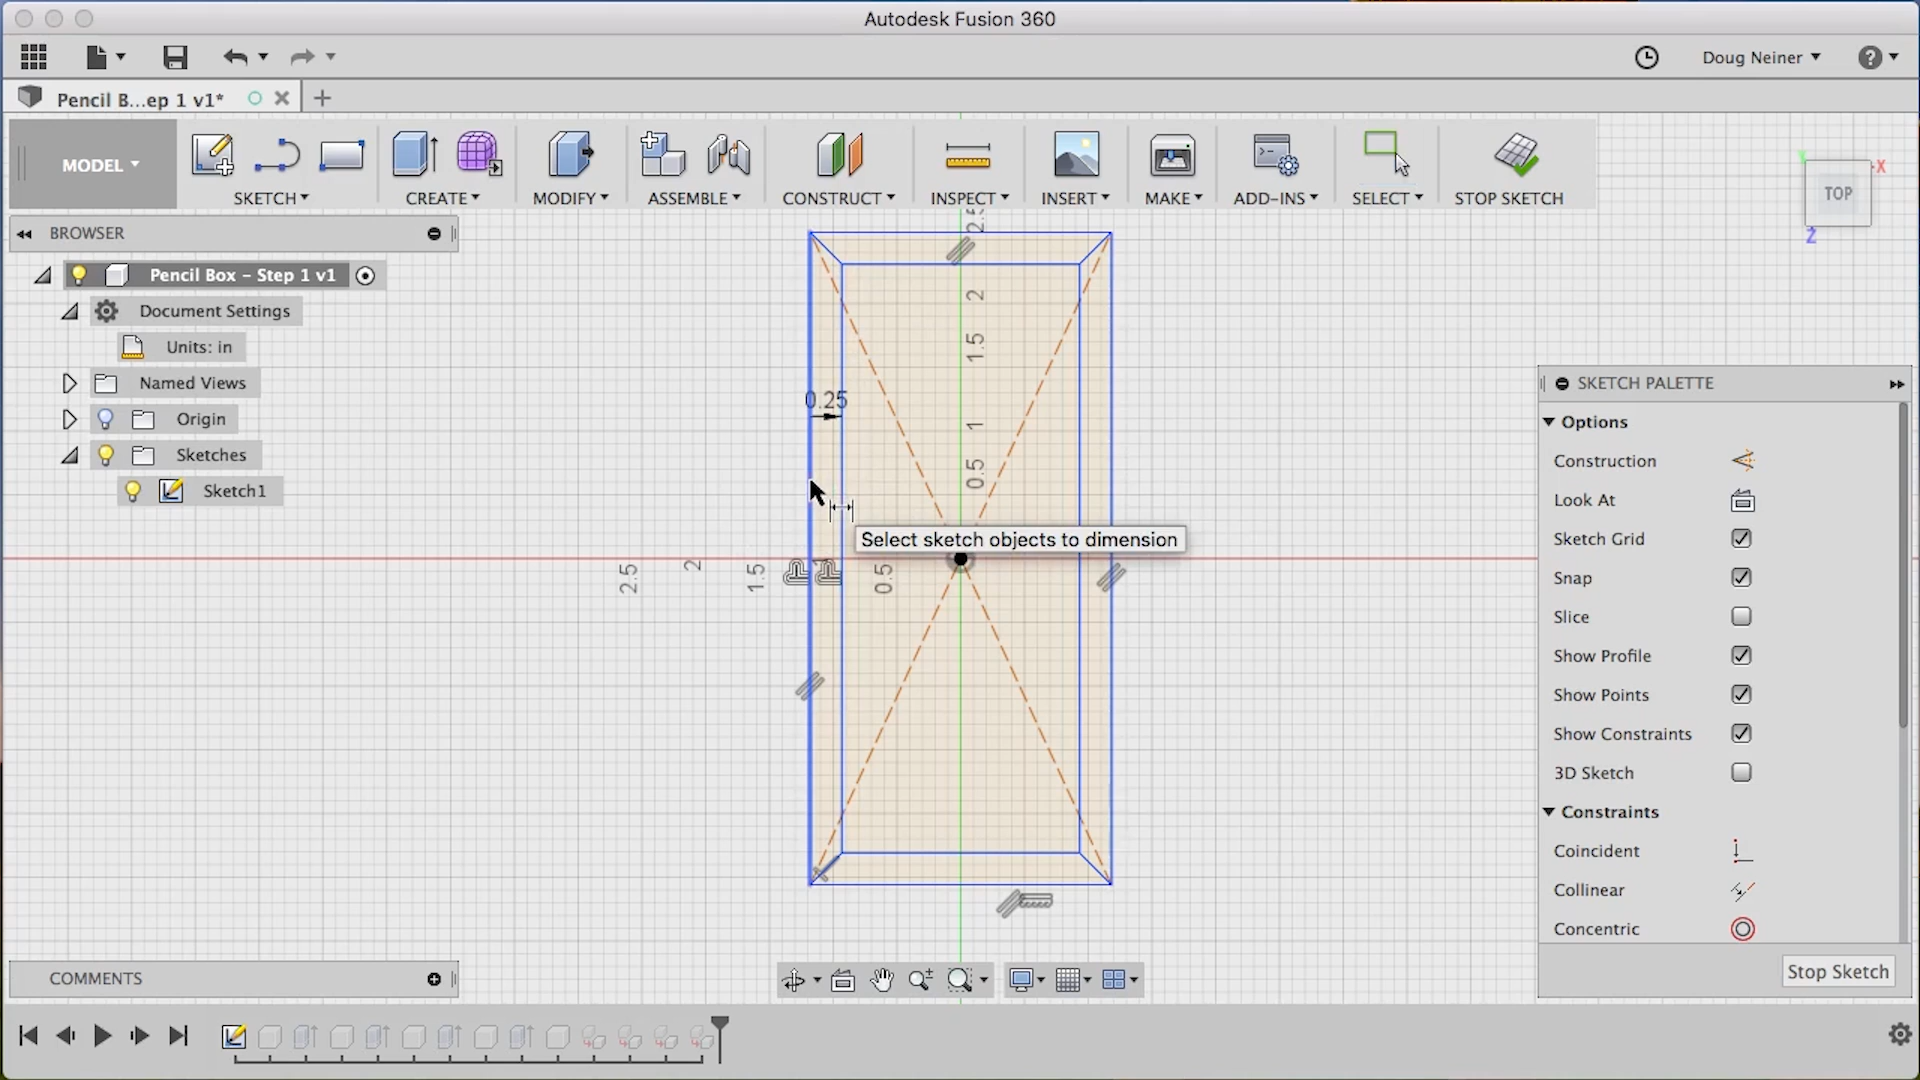 Autodesk Fusion 360
Doug Neiner
Pencil B...ep 1 v1*
MODEL
SKETCH
CREATE
MODIFY
ASSEMBLE
CONSTRUCT
INSPECT
INSERT
MAKE
ADD-INS
SELECT
STOP SKETCH
TOP
X
Y
Z
BROWSER
Pencil Box - Step 1 v1
Document Settings
Units: in
Named Views
Origin
Sketches
Sketch1
2.5
2
1.5
1
0.5
0.25
Select sketch objects to dimension
2.5
2
1.5
0.5
SKETCH PALETTE
Options
Construction
Look At
Sketch Grid
Snap
Slice
Show Profile
Show Points
Show Constraints
3D Sketch
Constraints
Coincident
Collinear
Concentric
Stop Sketch
COMMENTS